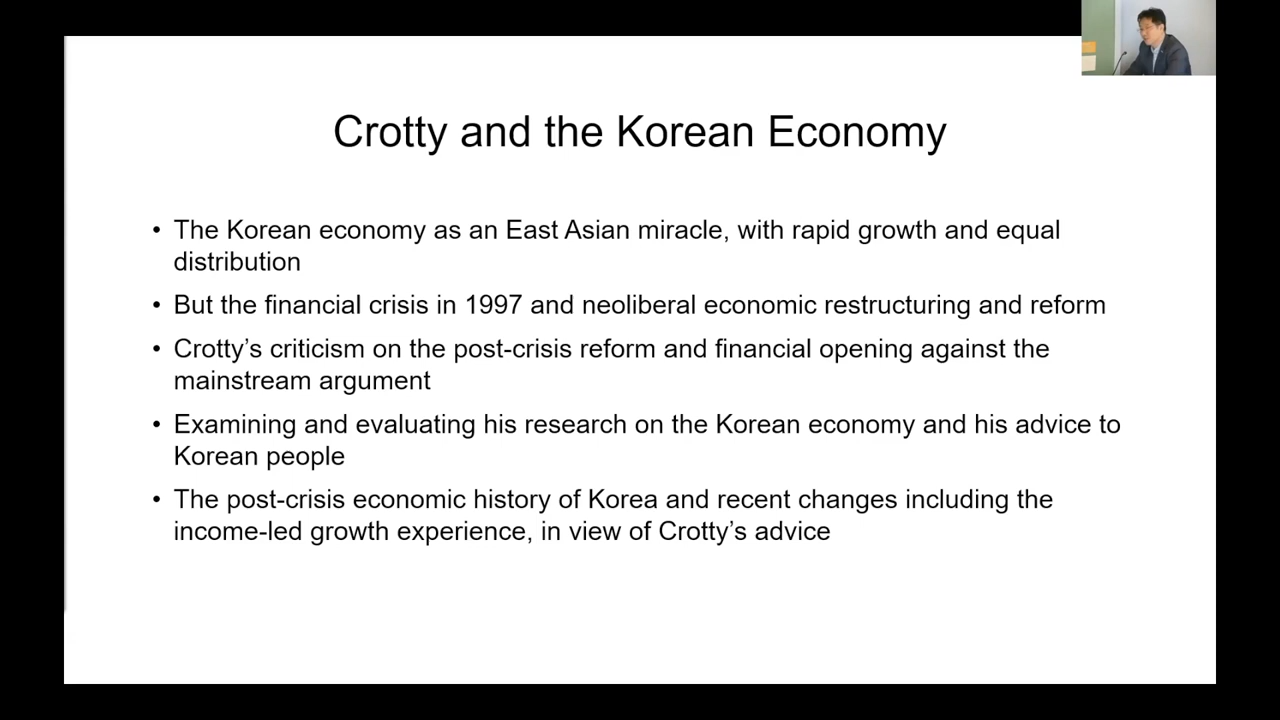 Crotty and the Korean Economy
• The Korean economy as an East Asian miracle, with rapid growth and equal
distribution
• But the financial crisis in 1997 and neoliberal economic restructuring and reform
• Crotty’s criticism on the post-crisis reform and financial opening against the
mainstream argument
• Examining and evaluating his research on the Korean economy and his advice to
Korean people
• The post-crisis economic history of Korea and recent changes including the
income-led growth experience, in view of Crotty’s advice